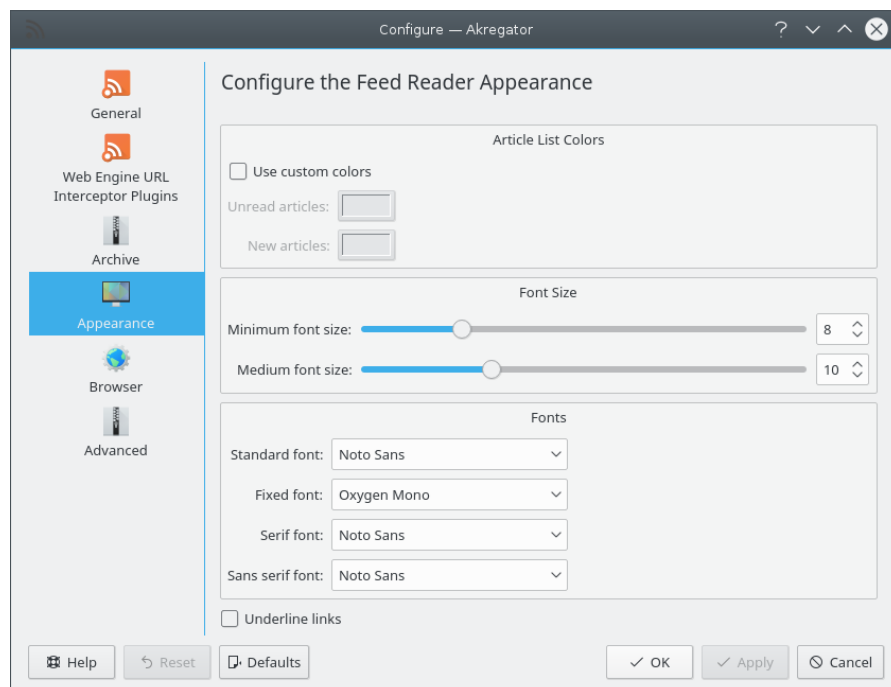 Configure — Akregator
General
Web Engine URL
Interceptor Plugins
Archive
Appearance
Browser
Advanced
Configure the Feed Reader Appearance
Article List Colors
Use custom colors
Unread articles:
New articles:
Font Size
Minimum font size: 8
Medium font size: 10
Fonts
Standard font: Noto Sans
Fixed font: Oxygen Mono
Serif font: Noto Sans
Sans serif font: Noto Sans
Underline links
Help Reset Defaults OK Apply Cancel